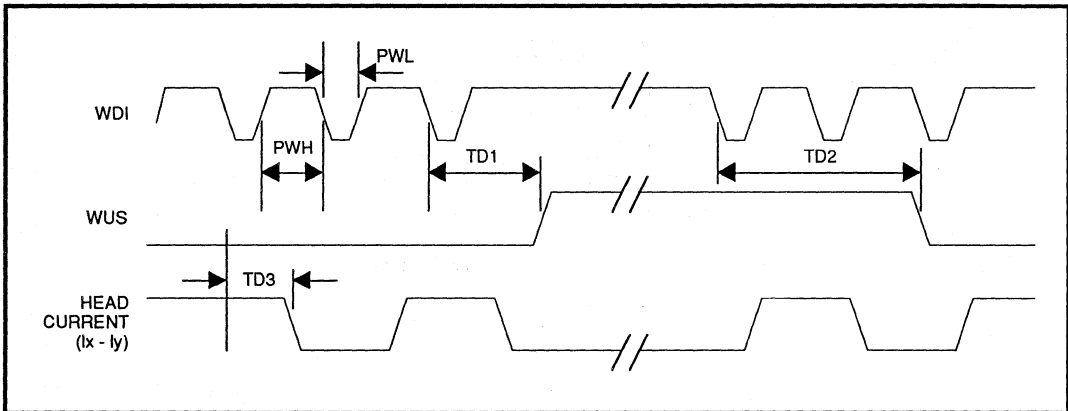 PWL
WDI
PWH
TD1
TD2
WUS
TD3
HEAD
CURRENT
(Ix - Iy)